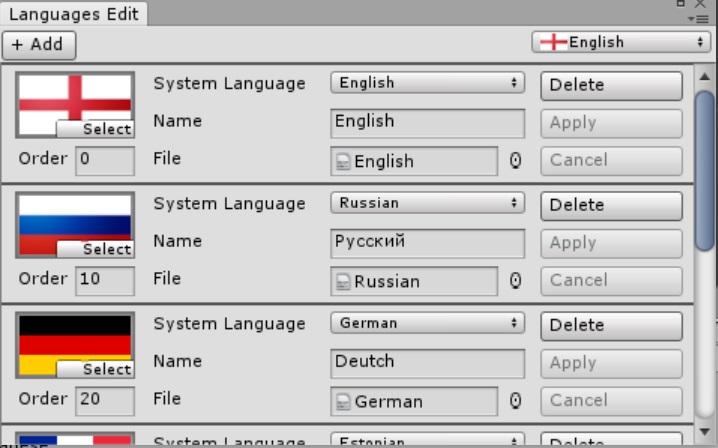 Languages Edit
+ Add English
System Language English Delete
Select
Name English Apply
Order 0 File English Cancel
System Language Russian Delete
Select
Name Русский Apply
Order 10 File Russian Cancel
System Language German Delete
Select
Name Deutch Apply
Order 20 File German Cancel
System Language Estonian Delete